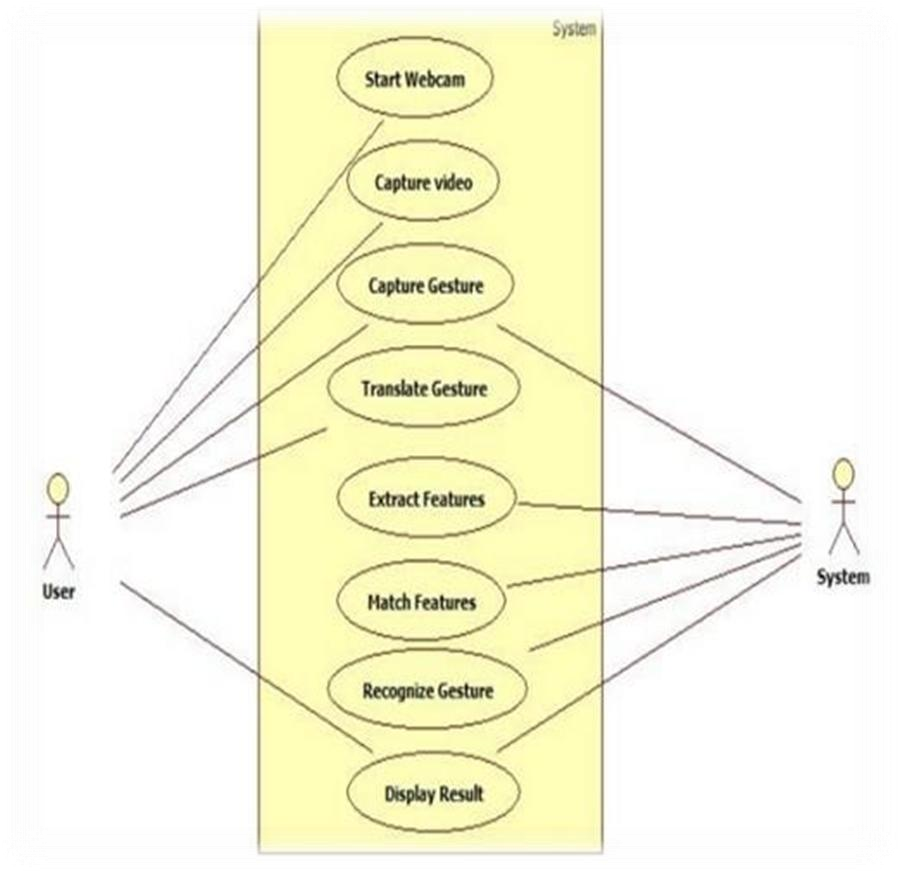 System
Start Webcam
Capture video
Capture Gesture
Translate Gesture
Extract Features
Match Features
Recognize Gesture
Display Result
User
System